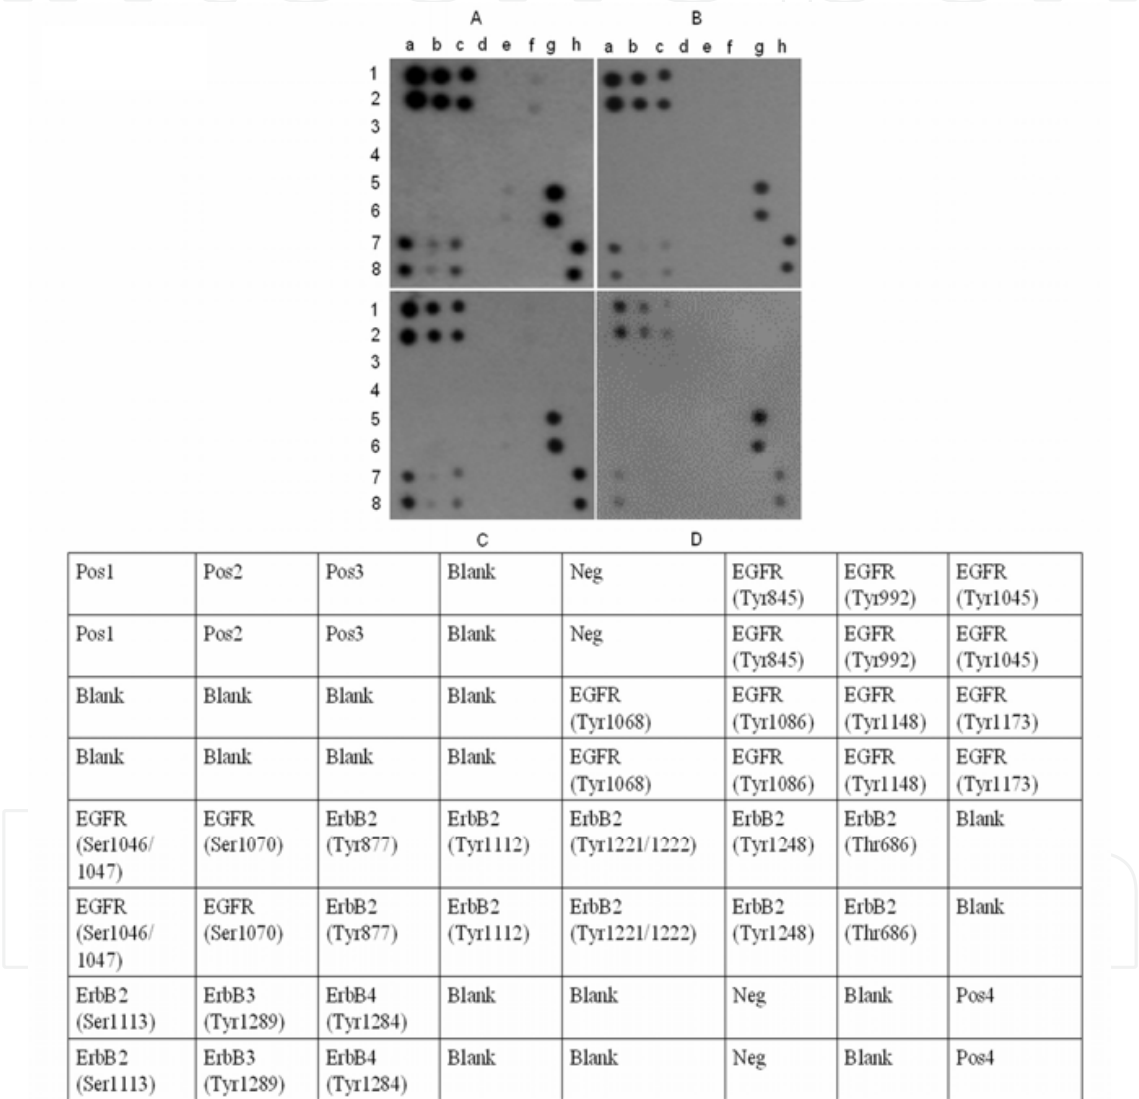 A B
a b c d e f g h a b c d e f g h
1
2
3
4
5
6
7
8
1
2
3
4
5
6
7
8
C D
Pos1 Pos2 Pos3 Blank Neg EGFR EGFR EGFR
(Tyr845) (Tyr992) (Tyr1045)
Pos1 Pos2 Pos3 Blank Neg EGFR EGFR EGFR
(Tyr845) (Tyr992) (Tyr1045)
Blank Blank Blank Blank EGFR EGFR EGFR EGFR
(Tyr1068) (Tyr1086) (Tyr1148) (Tyr1173)
Blank Blank Blank Blank EGFR EGFR EGFR EGFR
(Tyr1068) (Tyr1086) (Tyr1148) (Tyr1173)
EGFR EGFR ErbB2 ErbB2 ErbB2 ErbB2 ErbB2 Blank
(Ser1046/ (Ser1070) (Tyr877) (Tyr1112) (Tyr1221/1222) (Tyr1248) (Thr686)
1047)
EGFR EGFR ErbB2 ErbB2 ErbB2 ErbB2 ErbB2 Blank
(Ser1046/ (Ser1070) (Tyr877) (Tyr1112) (Tyr1221/1222) (Tyr1248) (Thr686)
1047)
ErbB2 ErbB3 ErbB4 Blank Blank Neg Blank Pos4
(Ser1113) (Tyr1289) (Tyr1284)
ErbB2 ErbB3 ErbB4 Blank Blank Neg Blank Pos4
(Ser1113) (Tyr1289) (Tyr1284)